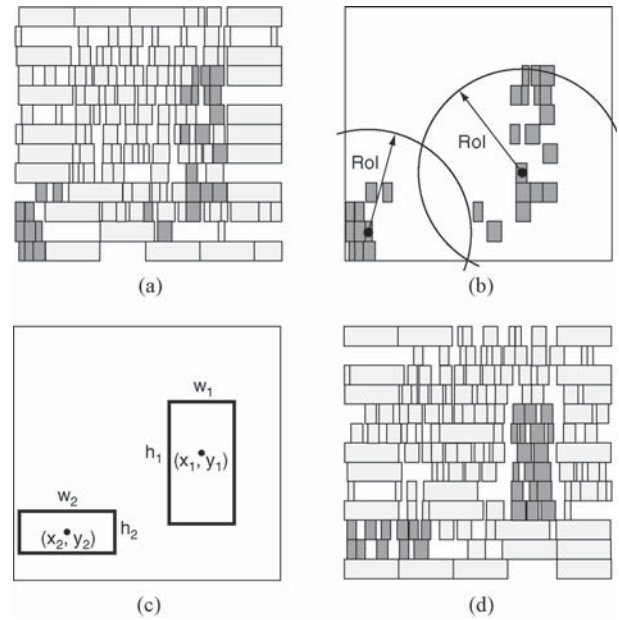 RoI
RoI
(a)
(b)
w₁
h₁
(x₁, y₁)
w₂
h₂
(x₂, y₂)
(c)
(d)